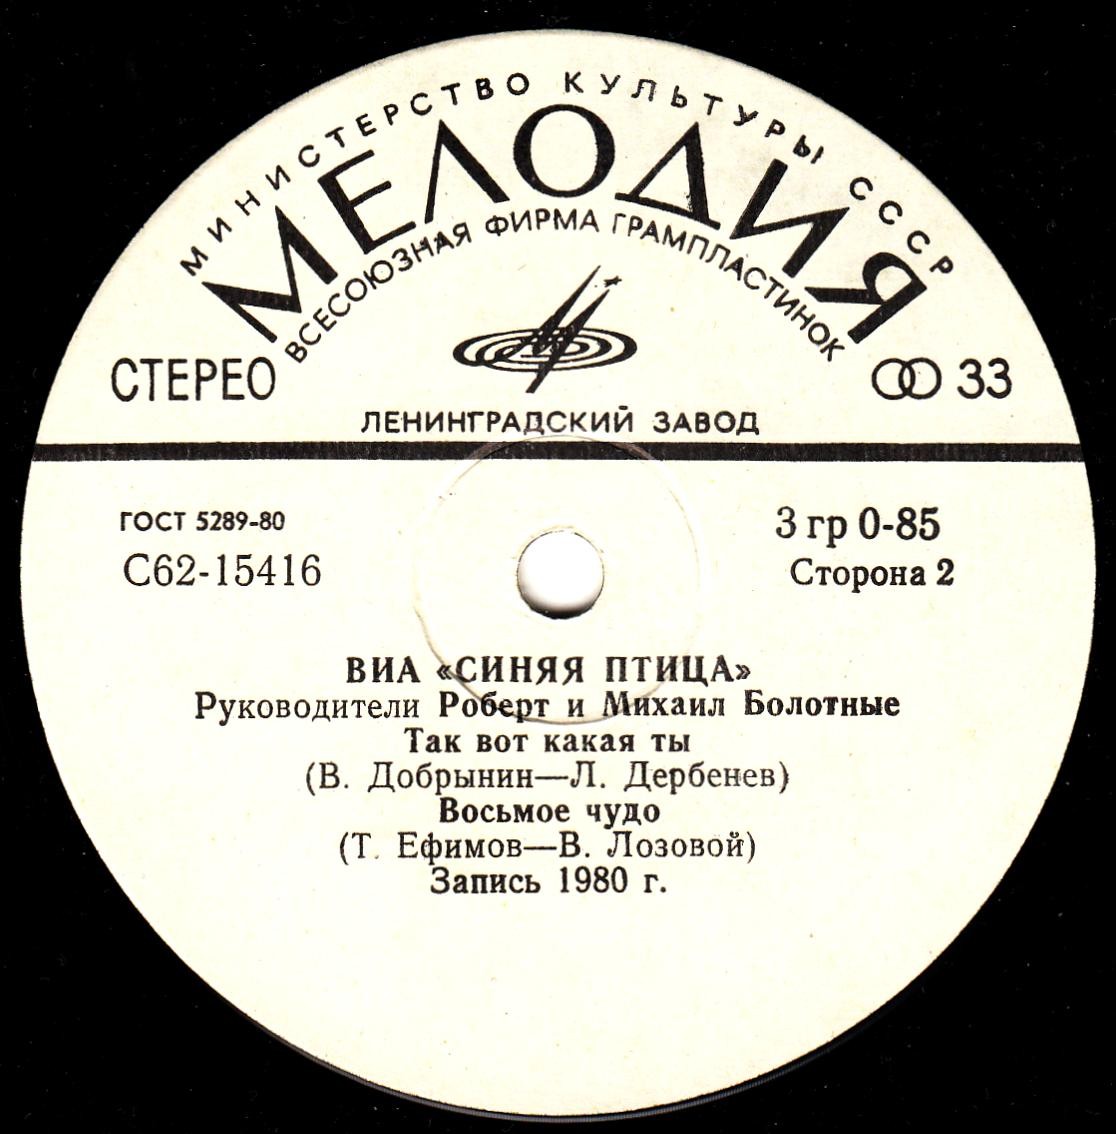 МИНИСТЕРСТВО КУЛЬТУРЫ СССР
МЕЛОДИЯ
ВСЕСОЮЗНАЯ ФИРМА ГРАМПЛАСТИНОК
СТЕРЕО
33
ЛЕНИНГРАДСКИЙ ЗАВОД
ГОСТ 5289-80
3 гр 0-85
С62-15416
Сторона 2
ВИА «СИНЯЯ ПТИЦА»
Руководители Роберт и Михаил Болотные
Так вот какая ты
(В. Добрынин—Л. Дербенев)
Восьмое чудо
(Т. Ефимов—В. Лозовой)
Запись 1980 г.